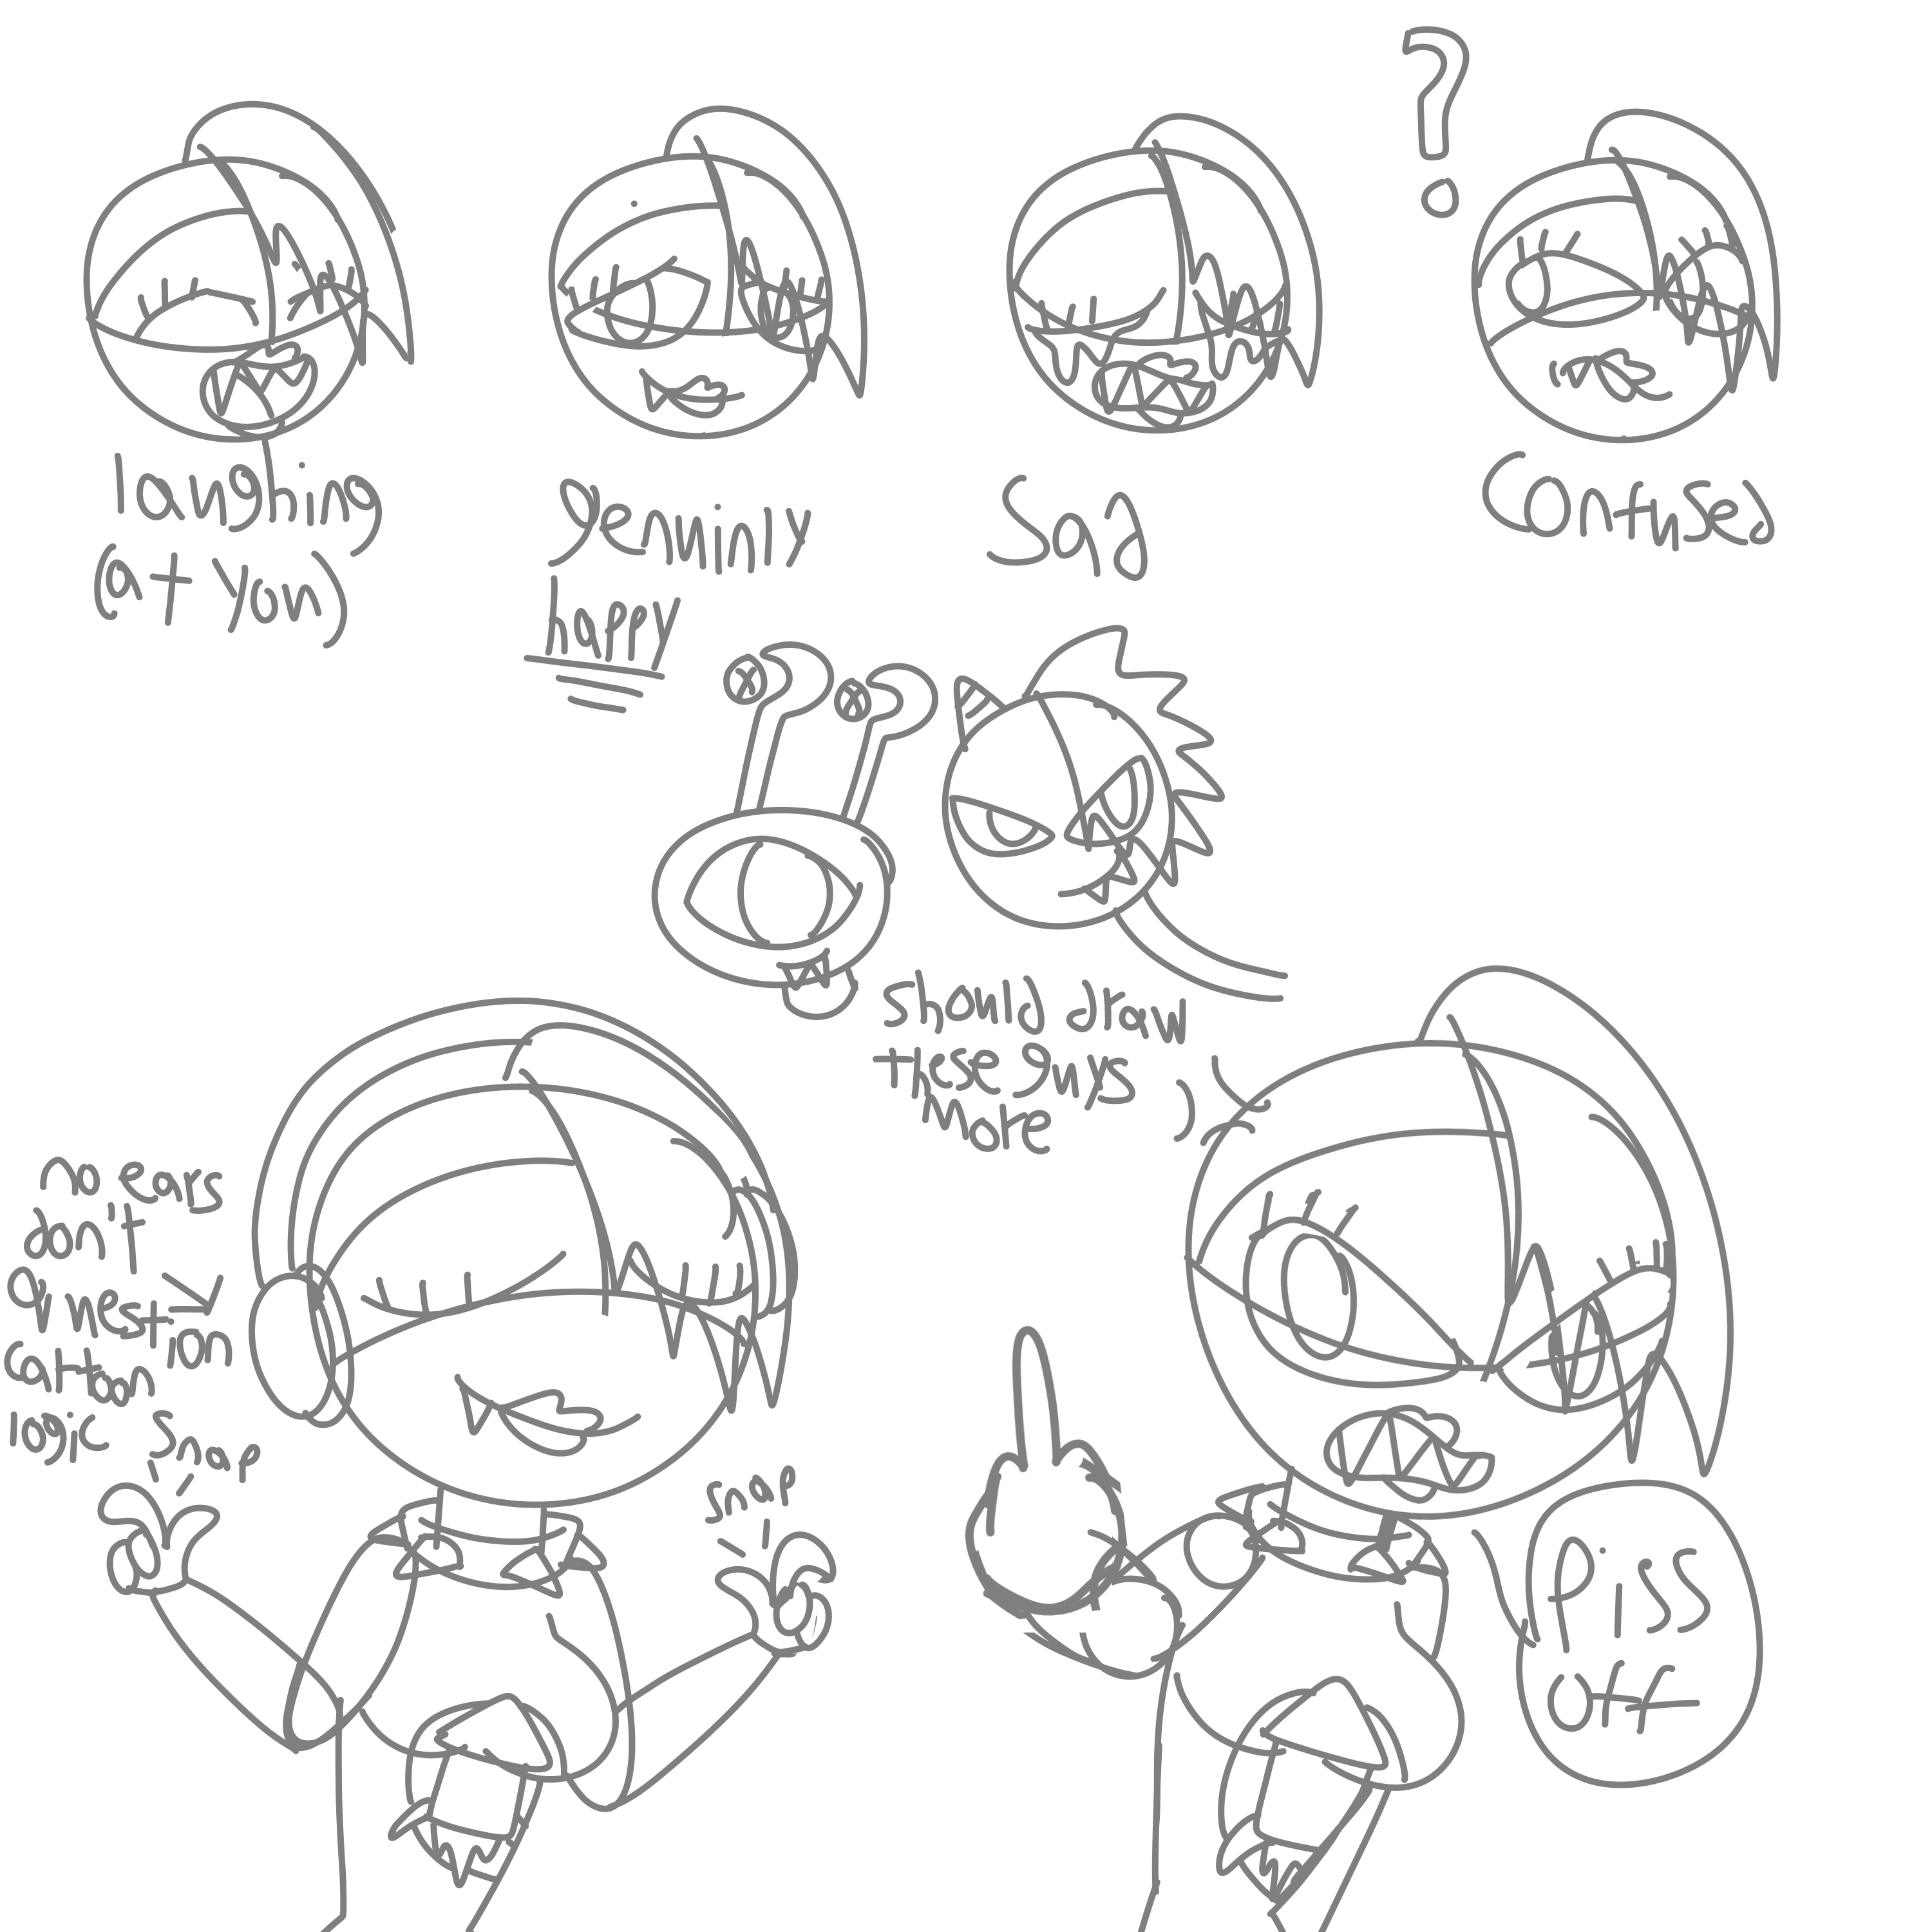 laughing
(at you)
genuinly
happy
Sad
?
Confused
should draw
these guys
more
no ears
don't
question
otter
logic
snap
snap
Piss
Off